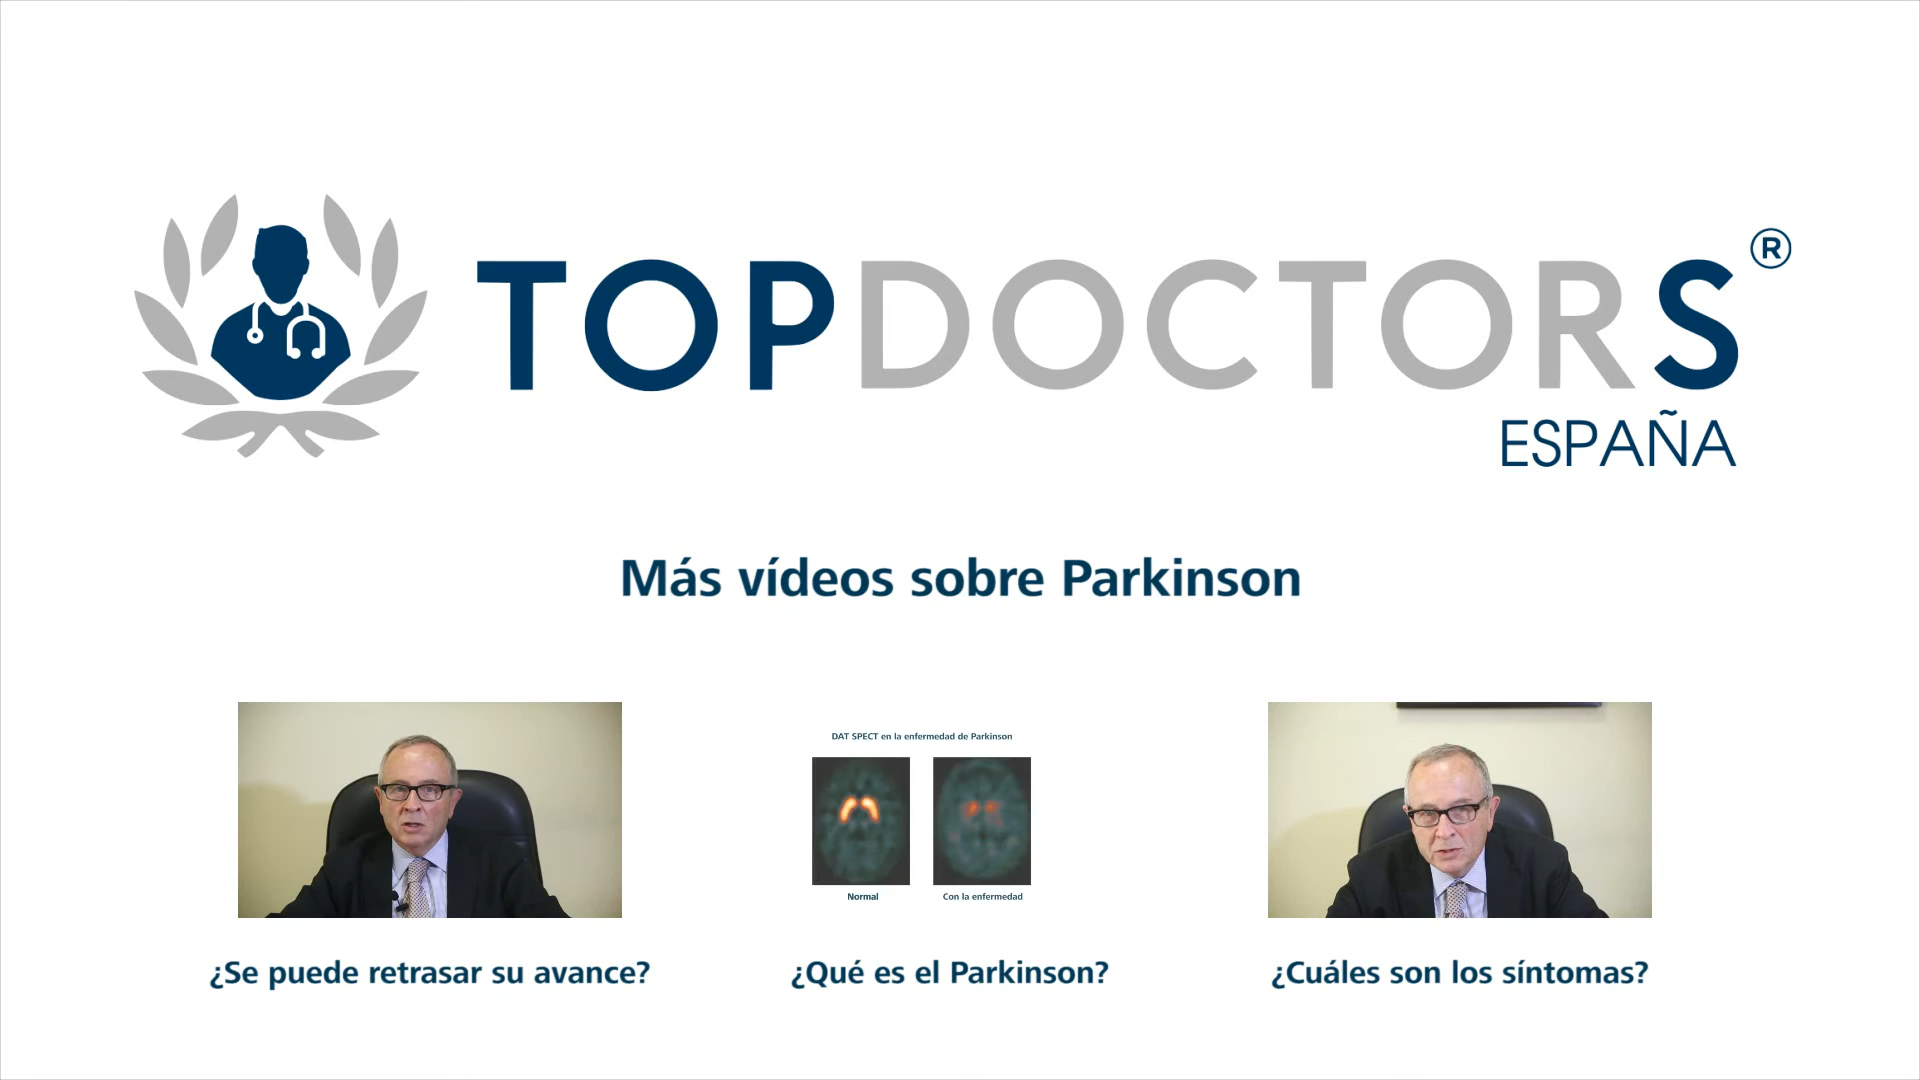 TOPDOCTORS®
ESPAÑA
Más vídeos sobre Parkinson
DAT SPECT en la enfermedad de Parkinson
Normal
Con la enfermedad
¿Se puede retrasar su avance?
¿Qué es el Parkinson?
¿Cuáles son los síntomas?